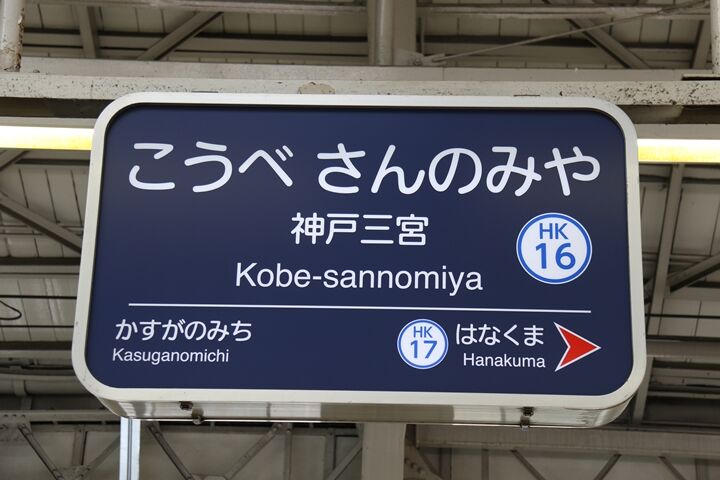 こうべ さんのみや
神戸三宮
HK
16
Kobe-sannomiya
かすがのみち
Kasuganomichi
HK
17
はなくま
Hanakuma